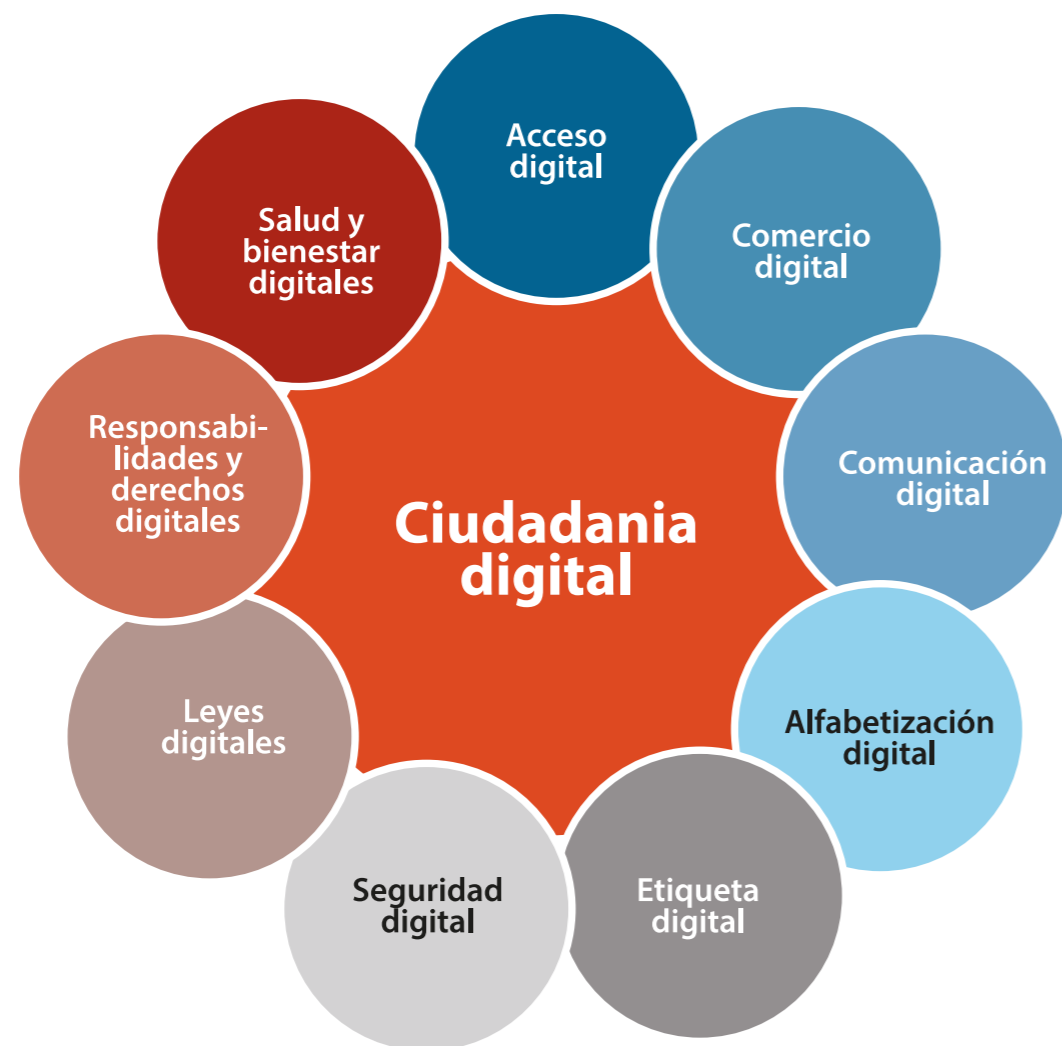 Acceso
digital
Comercio
digital
Comunicación
digital
Alfabetización
digital
Etiqueta
digital
Seguridad
digital
Leyes
digitales
Responsabi-
lidades y
derechos
digitales
Salud y
bienestar
digitales
Ciudadania
digital